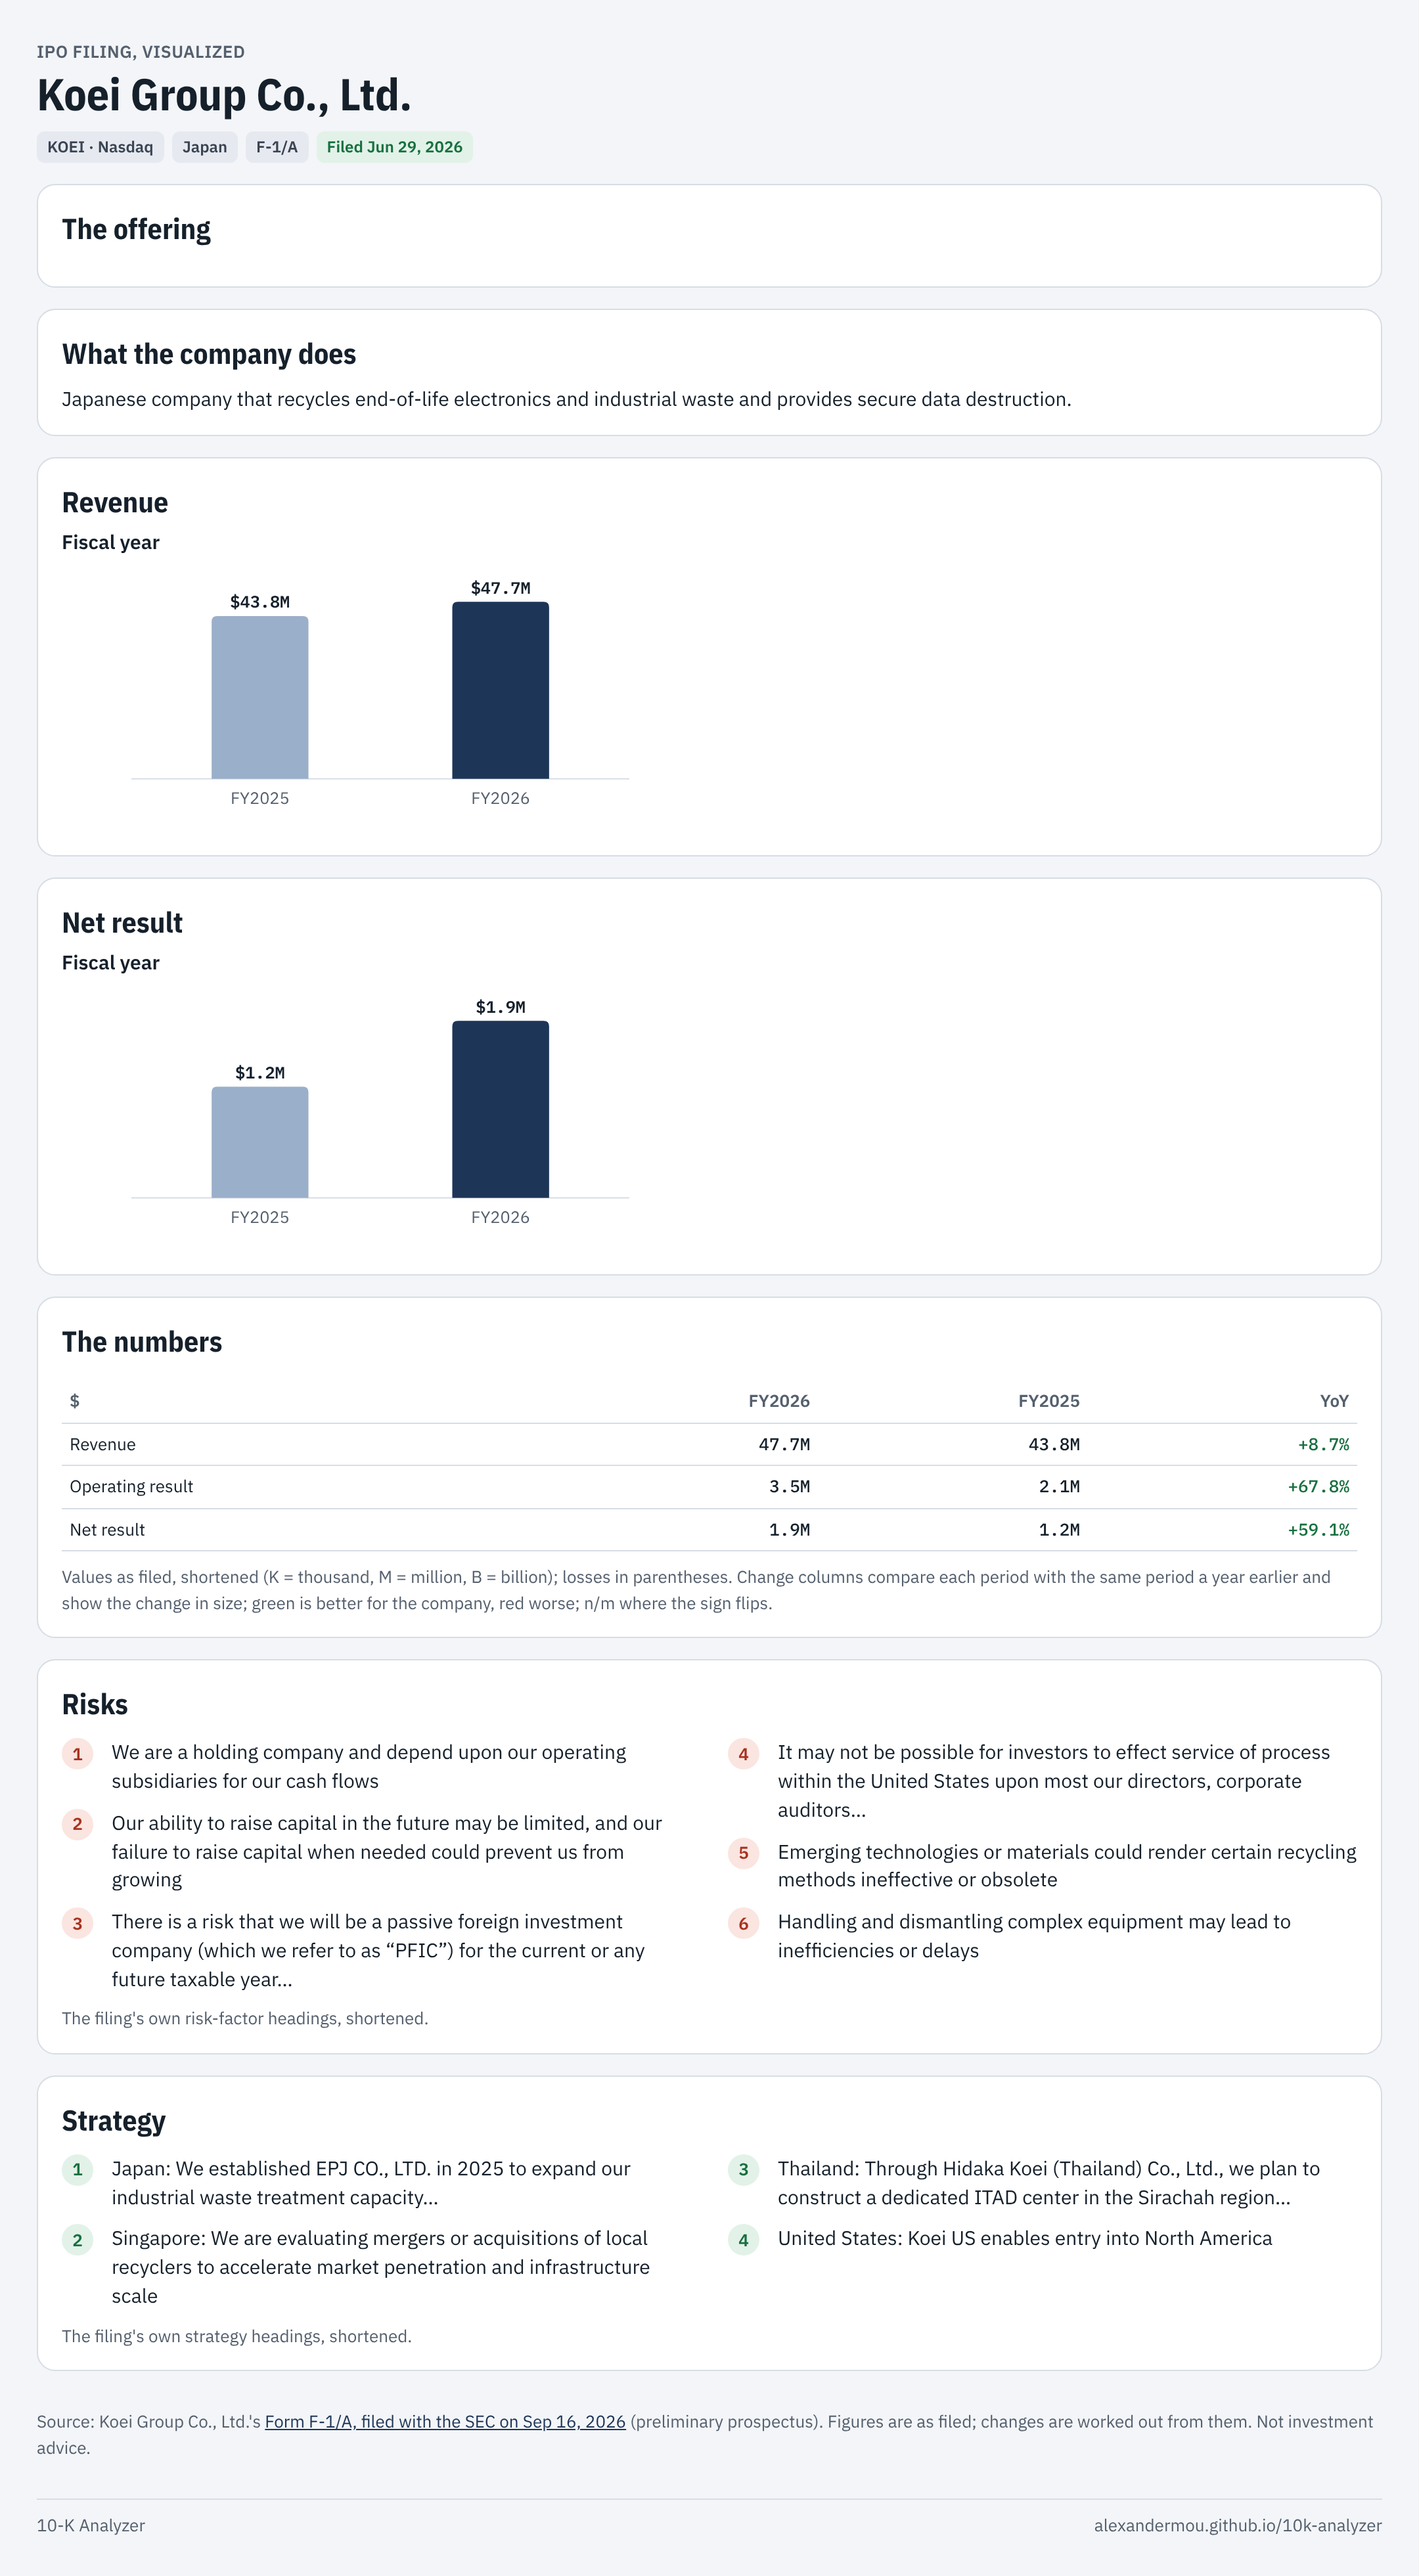 IPO FILING, VISUALIZED
Koei Group Co., Ltd.
KOEI · Nasdaq
Japan
F-1/A
Filed Jun 29, 2026
The offering
What the company does
Japanese company that recycles end-of-life electronics and industrial waste and provides secure data destruction.
Revenue
Fiscal year
$43.8M
$47.7M
FY2025
FY2026
Net result
Fiscal year
$1.2M
$1.9M
FY2025
FY2026
The numbers
$ FY2026 FY2025 YoY
Revenue 47.7M 43.8M +8.7%
Operating result 3.5M 2.1M +67.8%
Net result 1.9M 1.2M +59.1%
Values as filed, shortened (K = thousand, M = million, B = billion); losses in parentheses. Change columns compare each period with the same period a year earlier and
show the change in size; green is better for the company, red worse; n/m where the sign flips.
Risks
1 We are a holding company and depend upon our operating
subsidiaries for our cash flows
2 Our ability to raise capital in the future may be limited, and our
failure to raise capital when needed could prevent us from
growing
3 There is a risk that we will be a passive foreign investment
company (which we refer to as “PFIC”) for the current or any
future taxable year…
4 It may not be possible for investors to effect service of process
within the United States upon most our directors, corporate
auditors…
5 Emerging technologies or materials could render certain recycling
methods ineffective or obsolete
6 Handling and dismantling complex equipment may lead to
inefficiencies or delays
The filing's own risk-factor headings, shortened.
Strategy
1 Japan: We established EPJ CO., LTD. in 2025 to expand our
industrial waste treatment capacity…
2 Singapore: We are evaluating mergers or acquisitions of local
recyclers to accelerate market penetration and infrastructure
scale
3 Thailand: Through Hidaka Koei (Thailand) Co., Ltd., we plan to
construct a dedicated ITAD center in the Sirachah region…
4 United States: Koei US enables entry into North America
The filing's own strategy headings, shortened.
Source: Koei Group Co., Ltd.'s Form F-1/A, filed with the SEC on Sep 16, 2026 (preliminary prospectus). Figures are as filed; changes are worked out from them. Not investment
advice.
10-K Analyzer
alexandermou.github.io/10k-analyzer